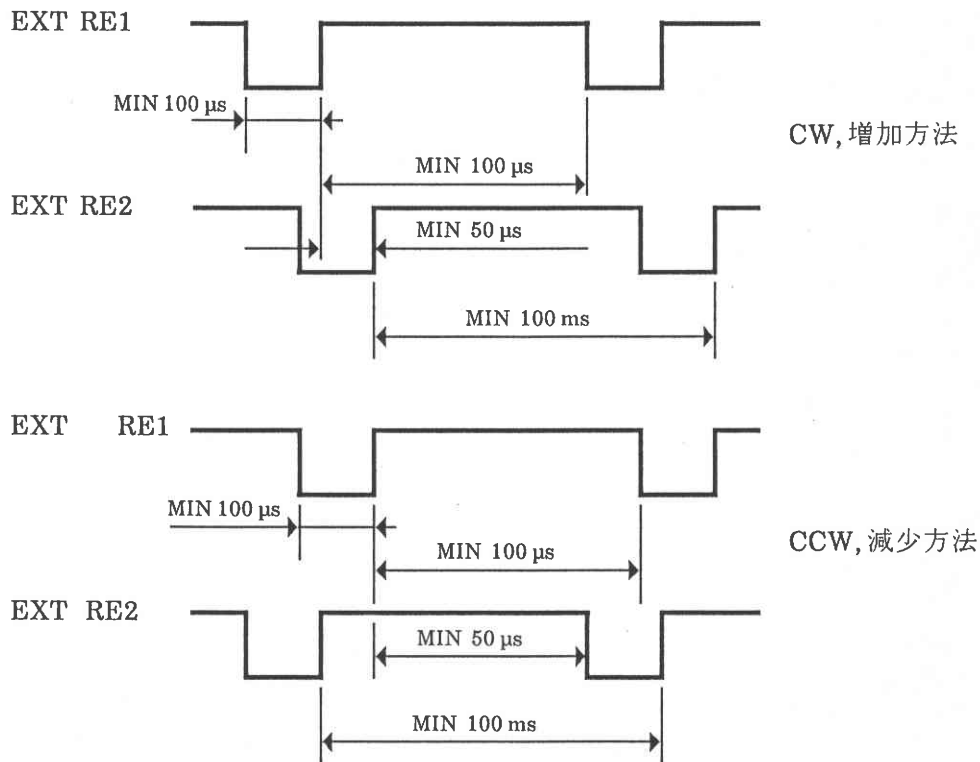 EXT RE1
MIN 100 μs
CW,增加方法
MIN 100 μs
EXT RE2
MIN 50 μs
MIN 100 ms
EXT RE1
MIN 100 μs
CCW,減少方法
MIN 100 μs
EXT RE2
MIN 50 μs
MIN 100 ms